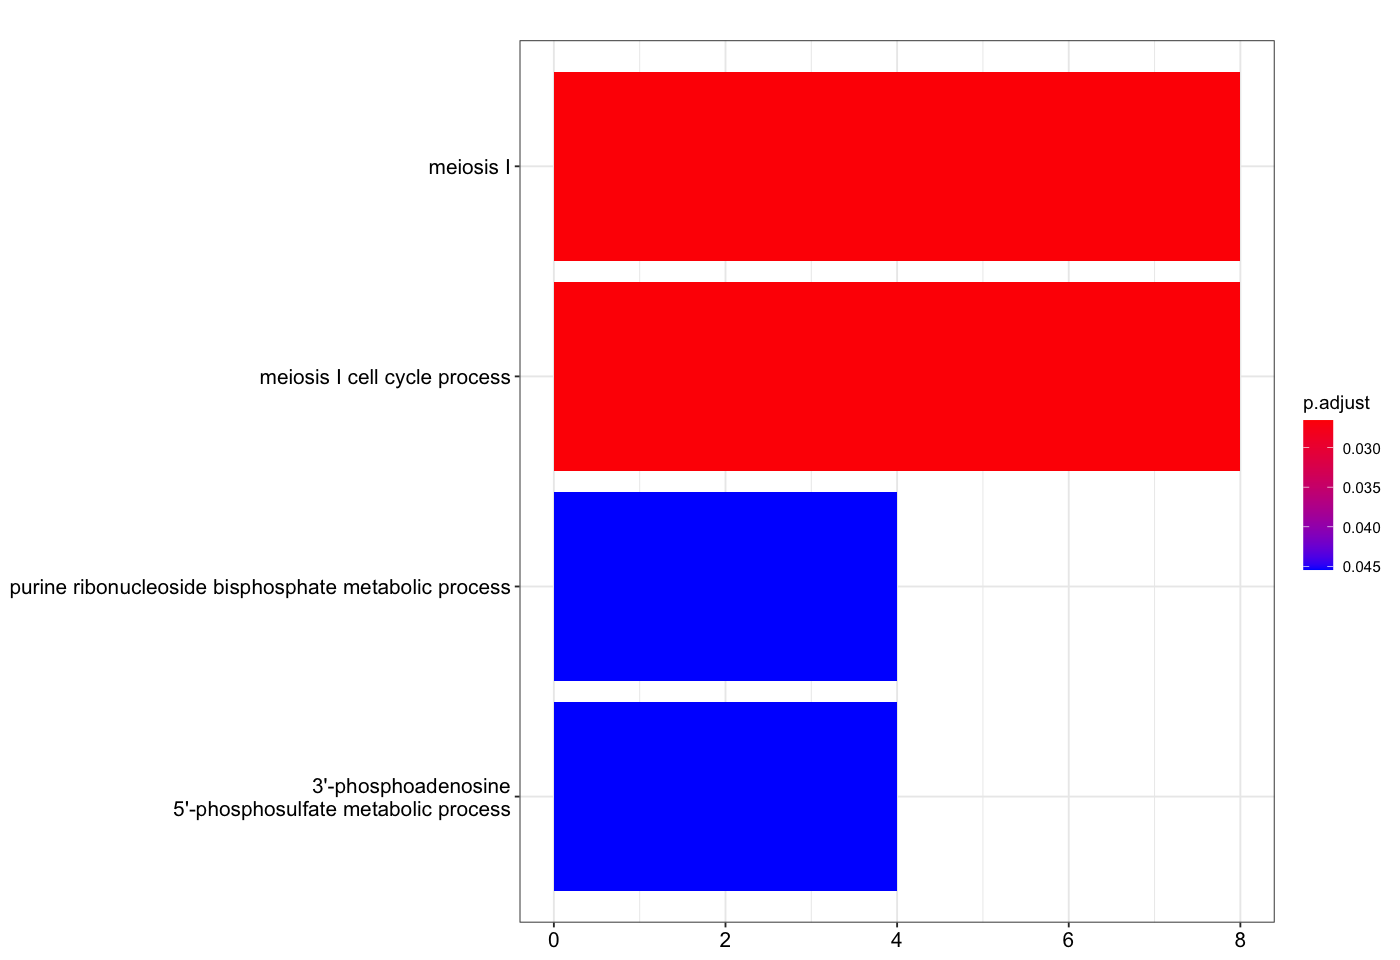 meiosis I
meiosis I cell cycle process
purine ribonucleoside bisphosphate metabolic process
3'-phosphoadenosine
5'-phosphosulfate metabolic process
0 2 4 6 8
p.adjust
0.030
0.035
0.040
0.045